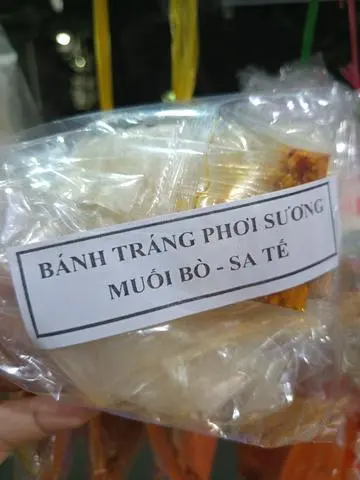 BÁNH TRÁNG PHƠI SƯƠNG
MUỐI BÒ - SA TẾ